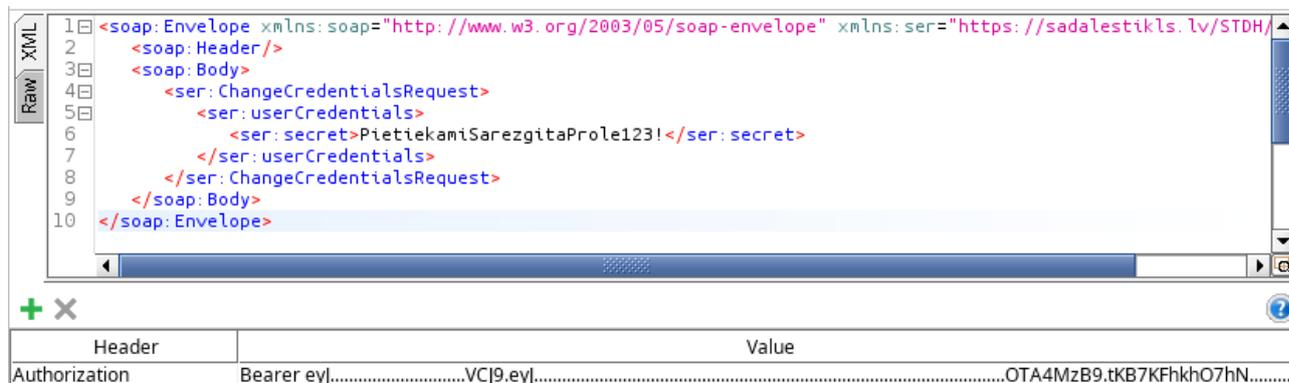 XML
Raw
1 <soap:Envelope xmlns:soap="http://www.w3.org/2003/05/soap-envelope" xmlns:ser="https://sadalestikls.lv/STDH/
2 <soap:Header/>
3 <soap:Body>
4 <ser:ChangeCredentialsRequest>
5 <ser:userCredentials>
6 <ser:secret>PietiekamiSarezgitaProle123!</ser:secret>
7 </ser:userCredentials>
8 </ser:ChangeCredentialsRequest>
9 </soap:Body>
10 </soap:Envelope>
Header Value
Authorization Bearer eyJ...........................VCJ9.eyJ...............................................................................................OTA4MzB9.tKB7KFhkhO7hN.........